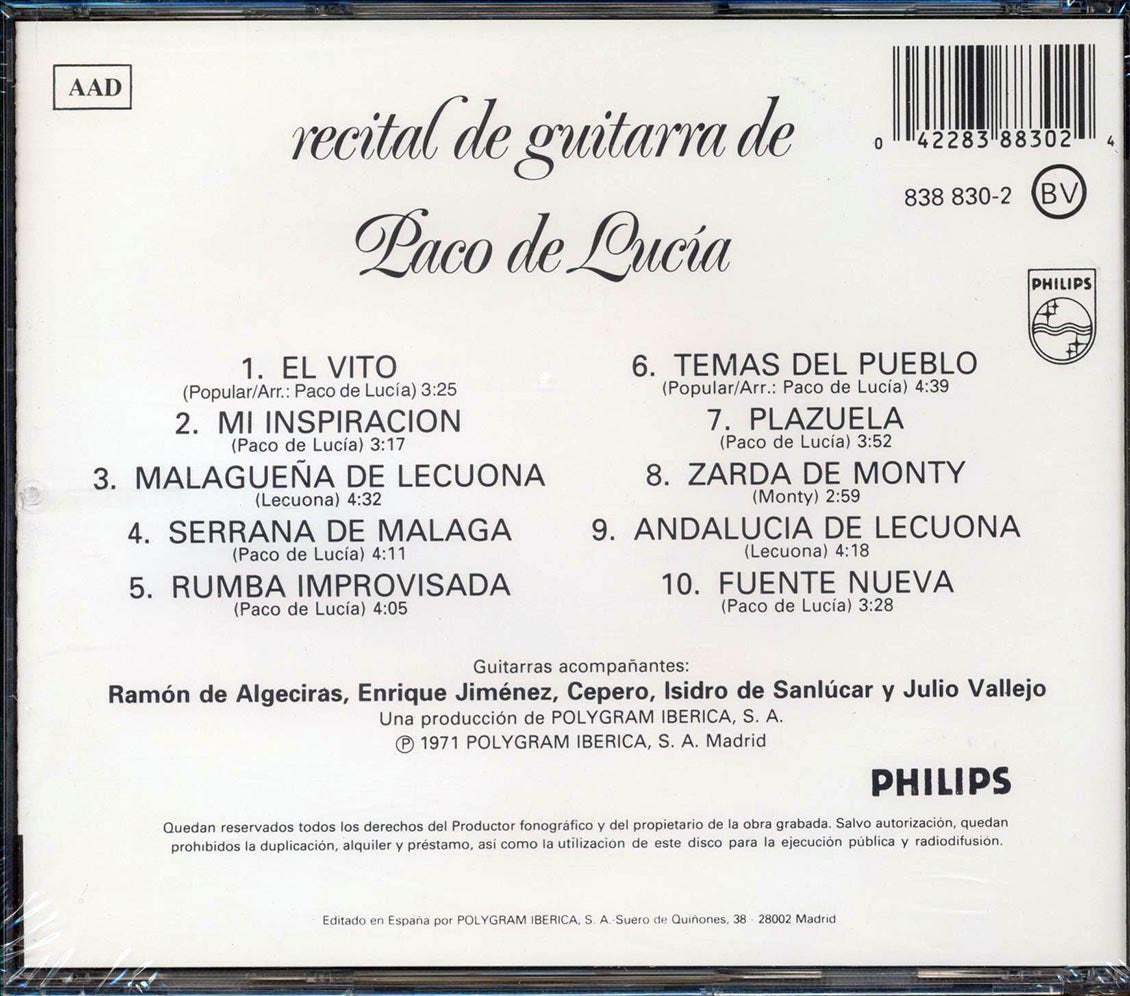 AAD
recital de guitarra de
Paco de Lucía
0 42283 88302 4
838 830-2 BV
PHILIPS
1. EL VITO
(Popular/Arr.: Paco de Lucía) 3:25
2. MI INSPIRACION
(Paco de Lucía) 3:17
3. MALAGUEÑA DE LECUONA
(Lecuona) 4:32
4. SERRANA DE MALAGA
(Paco de Lucía) 4:11
5. RUMBA IMPROVISADA
(Paco de Lucía) 4:05
6. TEMAS DEL PUEBLO
(Popular/Arr.: Paco de Lucía) 4:39
7. PLAZUELA
(Paco de Lucía) 3:52
8. ZARDA DE MONTY
(Monty) 2:59
9. ANDALUCIA DE LECUONA
(Lecuona) 4:18
10. FUENTE NUEVA
(Paco de Lucía) 3:28
Guitarras acompañantes:
Ramón de Algeciras, Enrique Jiménez, Cepero, Isidro de Sanlúcar y Julio Vallejo
Una producción de POLYGRAM IBERICA, S. A.
℗ 1971 POLYGRAM IBERICA, S. A. Madrid
PHILIPS
Quedan reservados todos los derechos del Productor fonográfico y del propietario de la obra grabada. Salvo autorización, quedan
prohibidos la duplicación, alquiler y préstamo, así como la utilización de este disco para la ejecución pública y radiodifusión.
Editado en España por POLYGRAM IBERICA, S. A.-Suero de Quiñones, 38 - 28002 Madrid